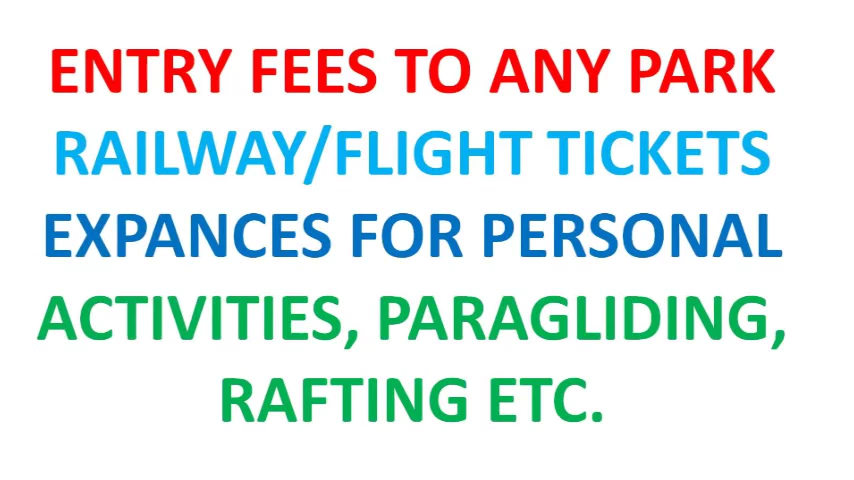 ENTRY FEES TO ANY PARK
RAILWAY/FLIGHT TICKETS
EXPANCES FOR PERSONAL
ACTIVITIES, PARAGLIDING,
RAFTING ETC.